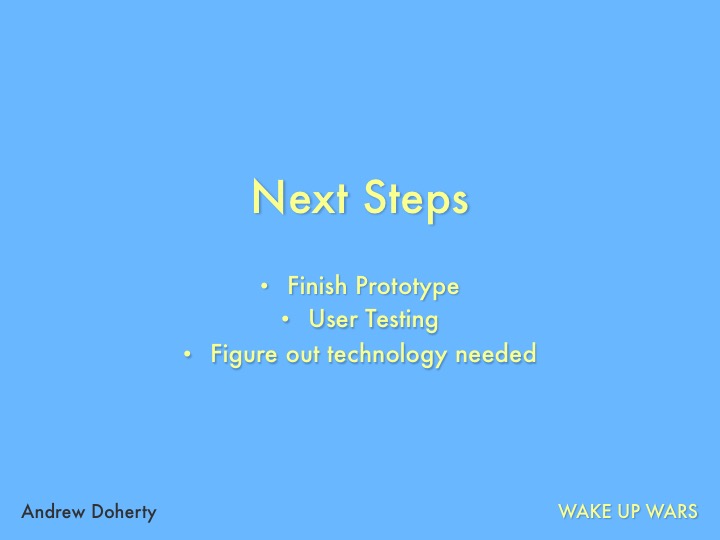 Next Steps
• Finish Prototype
• User Testing
• Figure out technology needed
Andrew Doherty
WAKE UP WARS